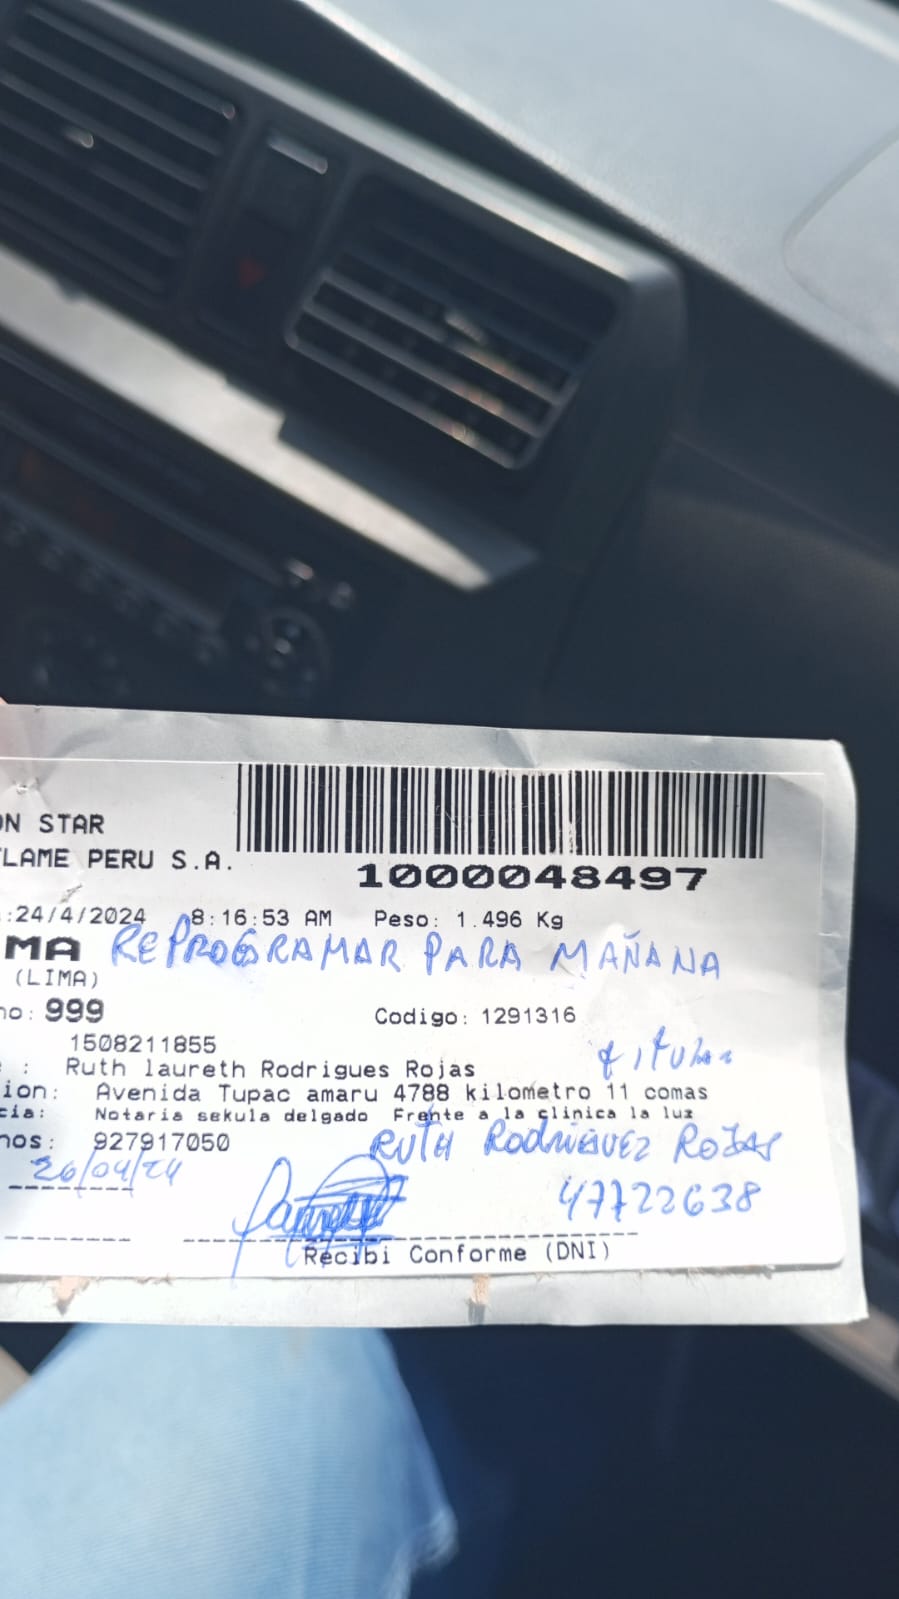 ON STAR
FLAME PERU S.A.
1000048497
:24/4/2024 8:16:53 AM Peso: 1.496 Kg
MA REPROGRAMAR PARA MAÑANA
(LIMA)
no: 999 Codigo: 1291316
1508211855
titular
: Ruth laureth Rodrigues Rojas
ion: Avenida Tupac amaru 4788 kilometro 11 comas
cia: Notaria sekula delgado Frente a la clinica la luz
nos: 927917050
RUTH RODRIGUEZ ROJAS
26/04/24
47722638
Recibi Conforme (DNI)